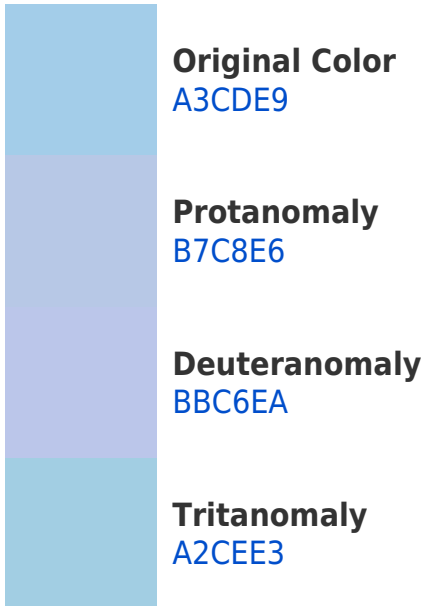 Original Color
A3CDE9
Protanomaly
B7C8E6
Deuteranomaly
BBC6EA
Tritanomaly
A2CEE3